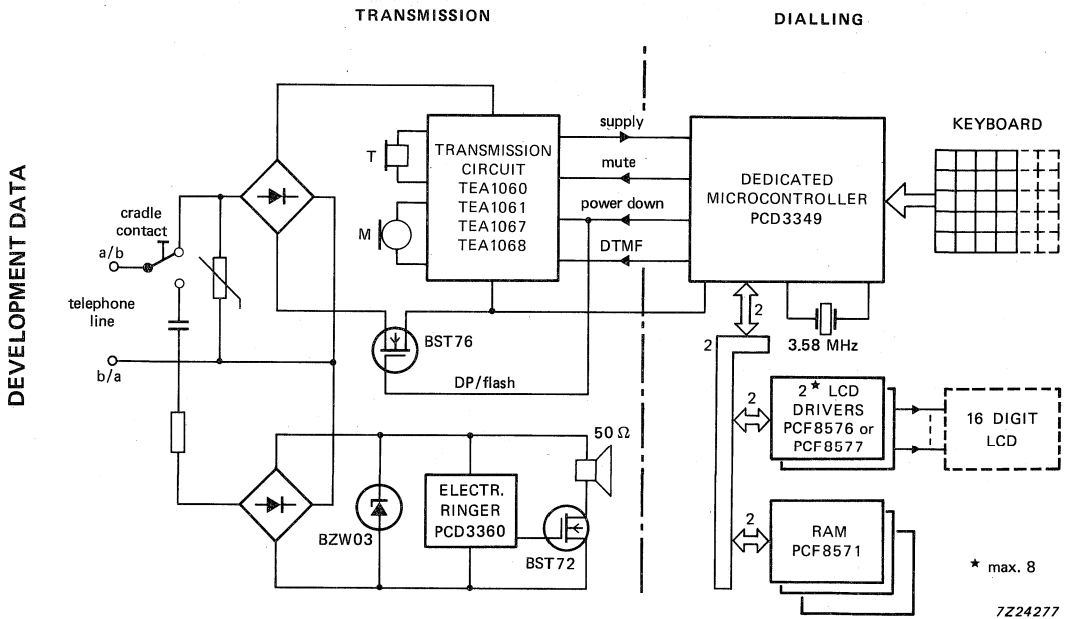 TRANSMISSION
DIALLING
DEVELOPMENT DATA
supply
KEYBOARD
T
TRANSMISSION
CIRCUIT
TEA1060
TEA1061
TEA1067
TEA1068
mute
DEDICATED
MICROCONTROLLER
PCD3349
power down
cradle
contact
M
DTMF
a/b
telephone
line
2
BST76
2
3.58 MHz
b/a
DP/flash
2
2★ LCD
DRIVERS
PCF8576 or
PCF8577
16 DIGIT
LCD
50 Ω
ELECTR.
RINGER
PCD3360
BZW03
BST72
2
RAM
PCF8571
★ max. 8
7Z24277